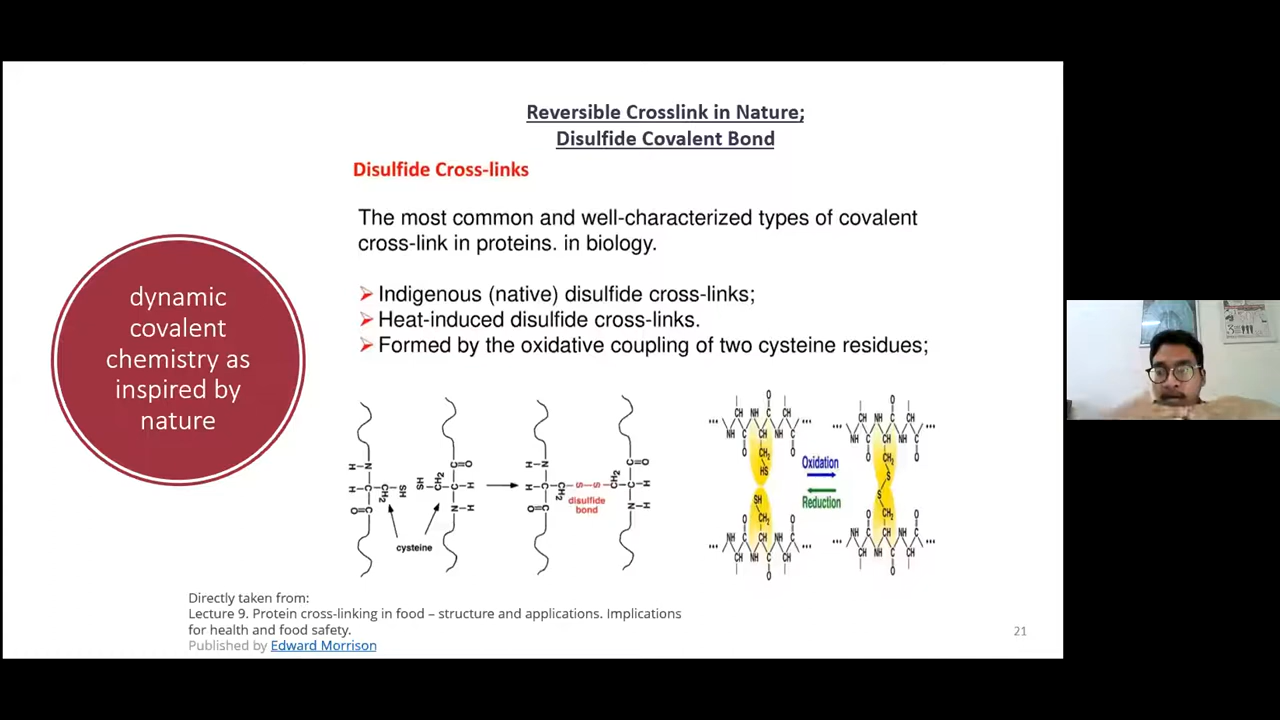 Reversible Crosslink in Nature;
Disulfide Covalent Bond
Disulfide Cross-links
The most common and well-characterized types of covalent
cross-link in proteins. in biology.
Indigenous (native) disulfide cross-links;
Heat-induced disulfide cross-links.
Formed by the oxidative coupling of two cysteine residues;
dynamic
covalent
chemistry as
inspired by
nature
cysteine
disulfide
bond
Oxidation
Reduction
Directly taken from:
Lecture 9. Protein cross-linking in food – structure and applications. Implications
for health and food safety.
Published by Edward Morrison
21